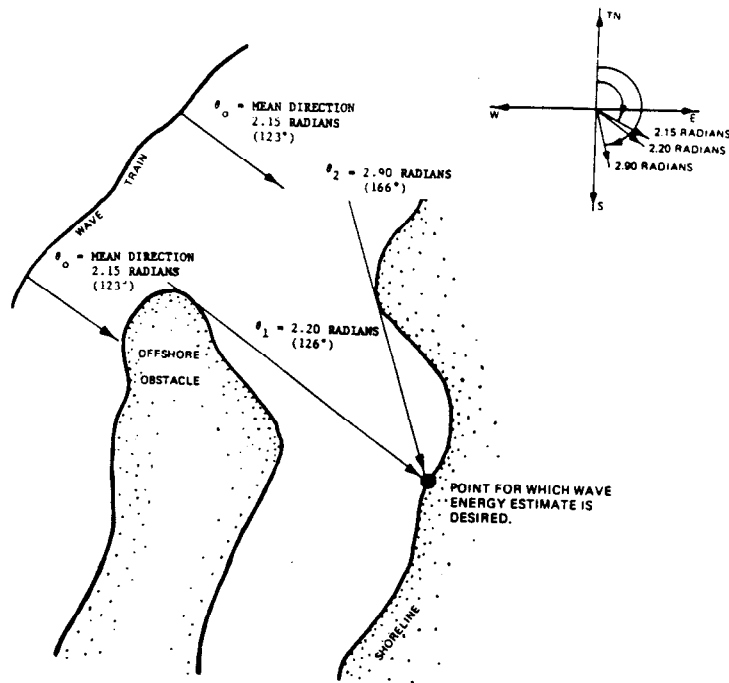 TN
W
E
S
2.15 RADIANS
2.20 RADIANS
2.90 RADIANS
θo = MEAN DIRECTION
2.15 RADIANS
(123°)
θ2 = 2.90 RADIANS
(166°)
WAVE TRAIN
θo = MEAN DIRECTION
2.15 RADIANS
(123°)
θ1 = 2.20 RADIANS
(126°)
OFFSHORE
OBSTACLE
POINT FOR WHICH WAVE
ENERGY ESTIMATE IS
DESIRED.
SHORELINE